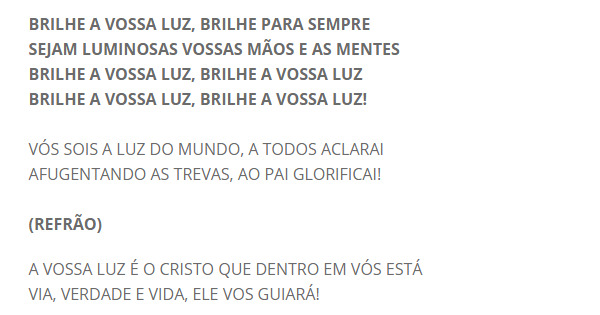 BRILHE A VOSSA LUZ, BRILHE PARA SEMPRE
SEJAM LUMINOSAS VOSSAS MÃOS E AS MENTES
BRILHE A VOSSA LUZ, BRILHE A VOSSA LUZ
BRILHE A VOSSA LUZ, BRILHE A VOSSA LUZ!
VÓS SOIS A LUZ DO MUNDO, A TODOS ACLARAI
AFUGENTANDO AS TREVAS, AO PAI GLORIFICAI!
(REFRÃO)
A VOSSA LUZ É O CRISTO QUE DENTRO EM VÓS ESTÁ
VIA, VERDADE E VIDA, ELE VOS GUIARÁ!